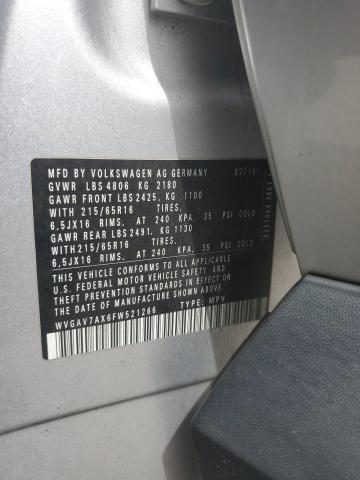 MFD. BY VOLKSWAGEN AG GERMANY 07/14
GVWR LBS 4806 KG 2180
GAWR FRONT LBS 2425, KG 1100
WITH 215/65R16
6,5JX16 RIMS, AT 240 KPA, 35 PSI COLD
GAWR REAR LBS 2491, KG 1130
WITH 215/65R16
6,5JX16 RIMS, AT 240 KPA, 35 PSI COLD
THIS VEHICLE CONFORMS TO ALL APPLICABLE
U.S. FEDERAL MOTOR VEHICLE SAFETY AND
THEFT PREVENTION STANDARDS IN EFFECT ON
THE DATE OF MANUFACTURE SHOWN ABOVE.
WVGAV7AX6FW521266 TYPE: MPV